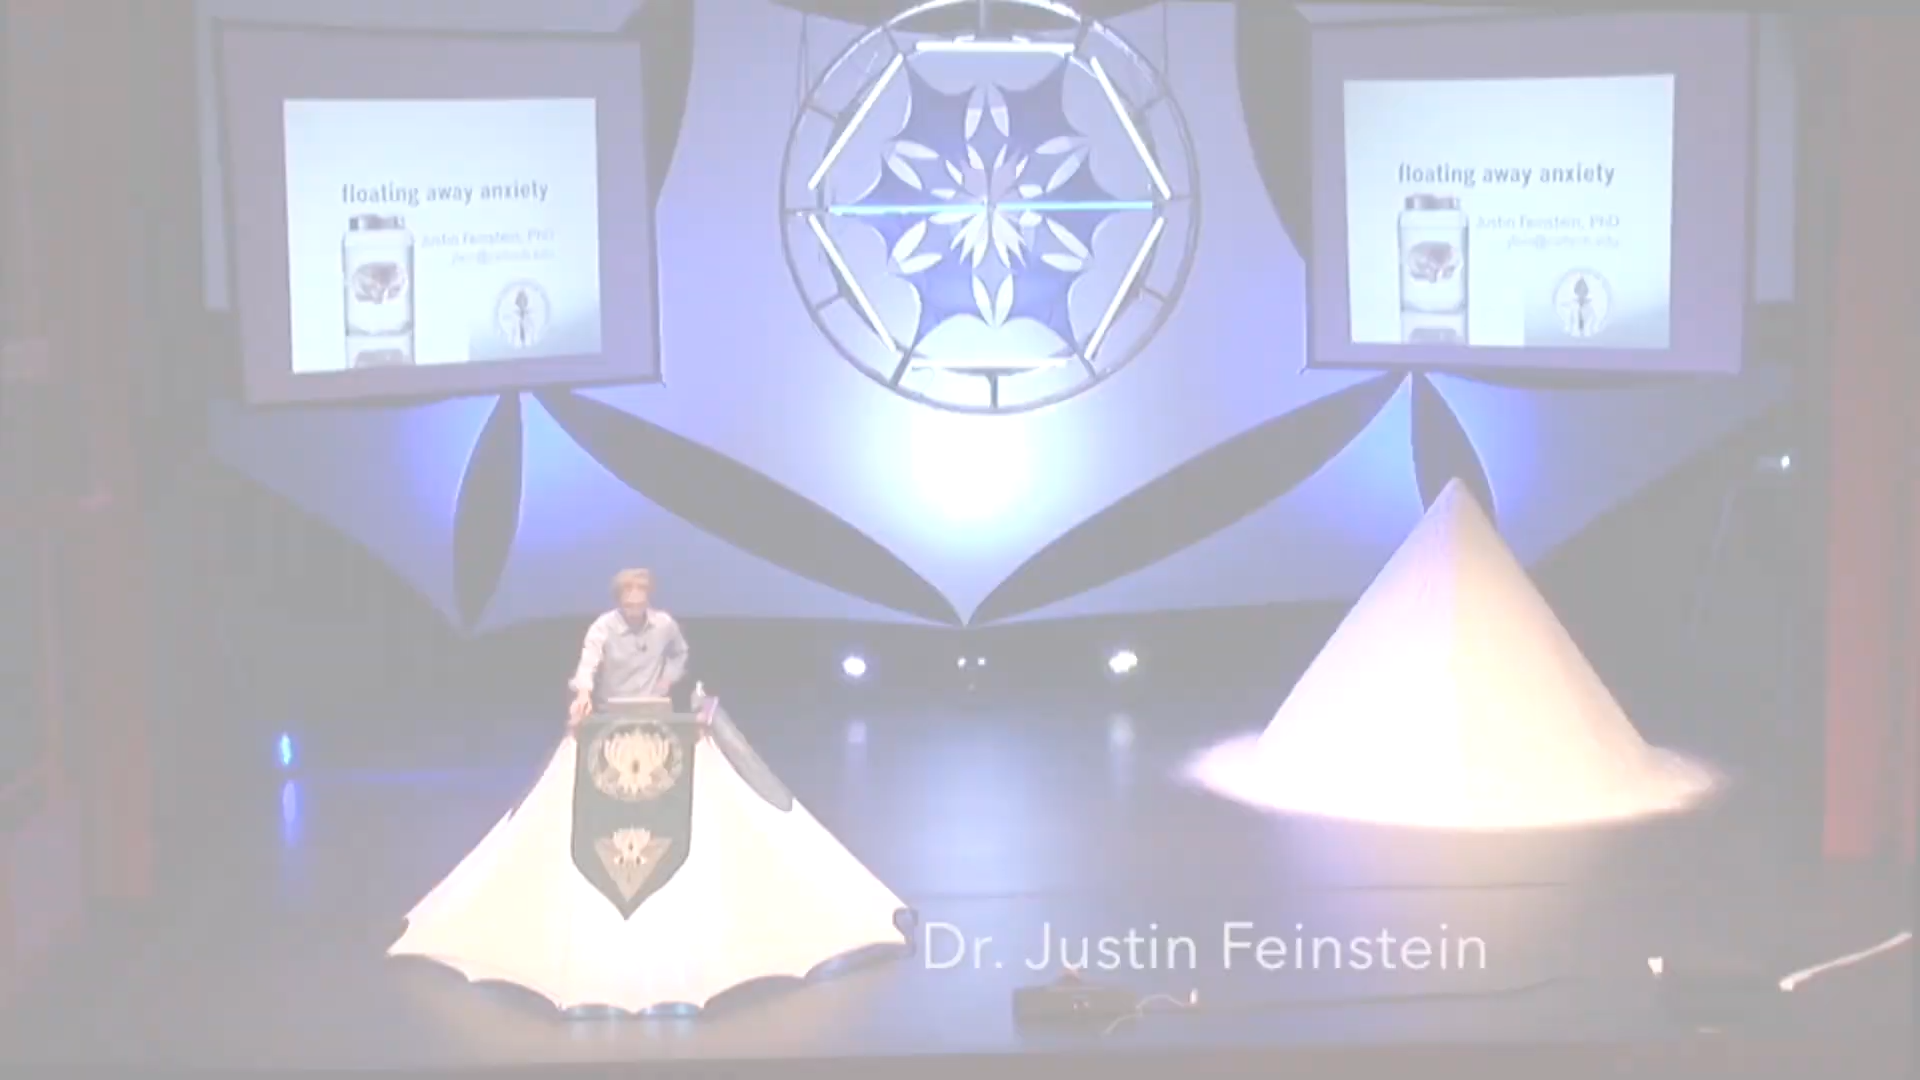 floating away anxiety
Justin Feinstein, PhD
floating away anxiety
Justin Feinstein, PhD
Dr. Justin Feinstein